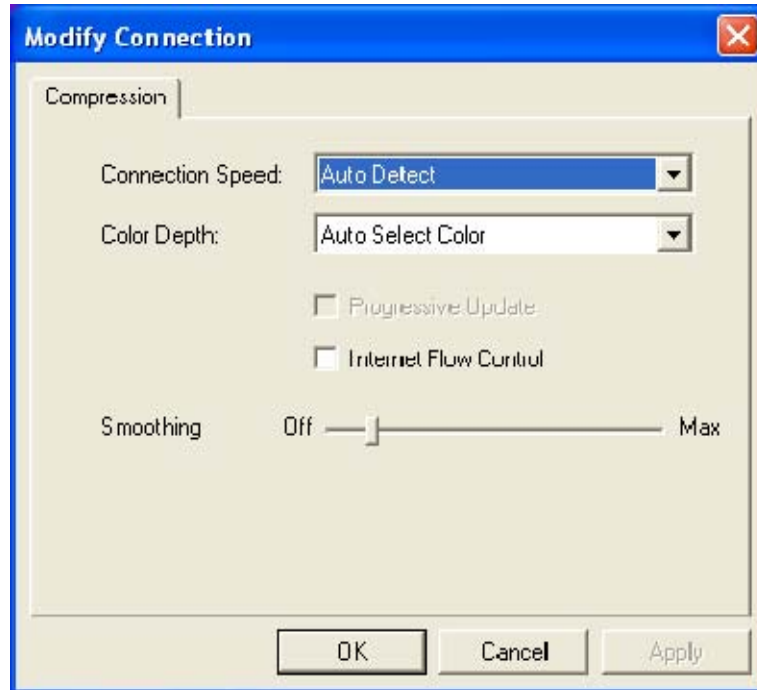 Modify Connection
Compression
Connection Speed: Auto Detect
Color Depth: Auto Select Color
Progressive Update
Internet Flow Control
Smoothing Off Max
OK Cancel Apply